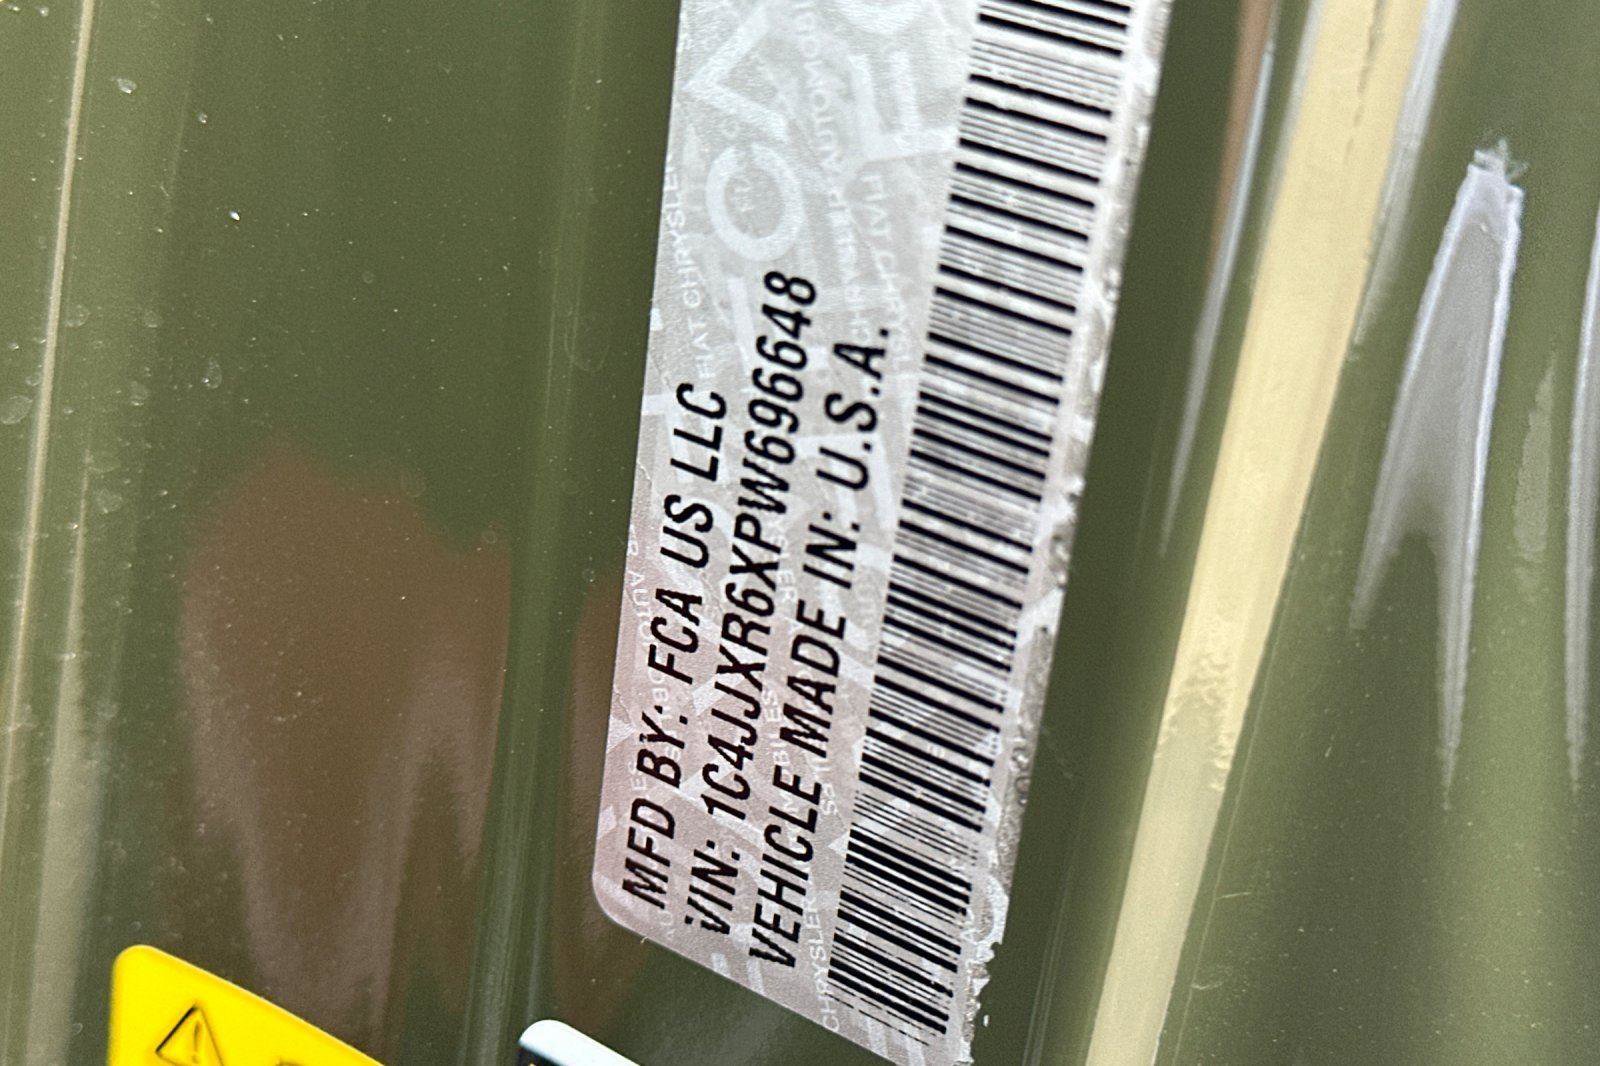 MFD BY: FCA US LLC
VIN: 1C4JJXR6XPW696648
VEHICLE MADE IN: U.S.A.